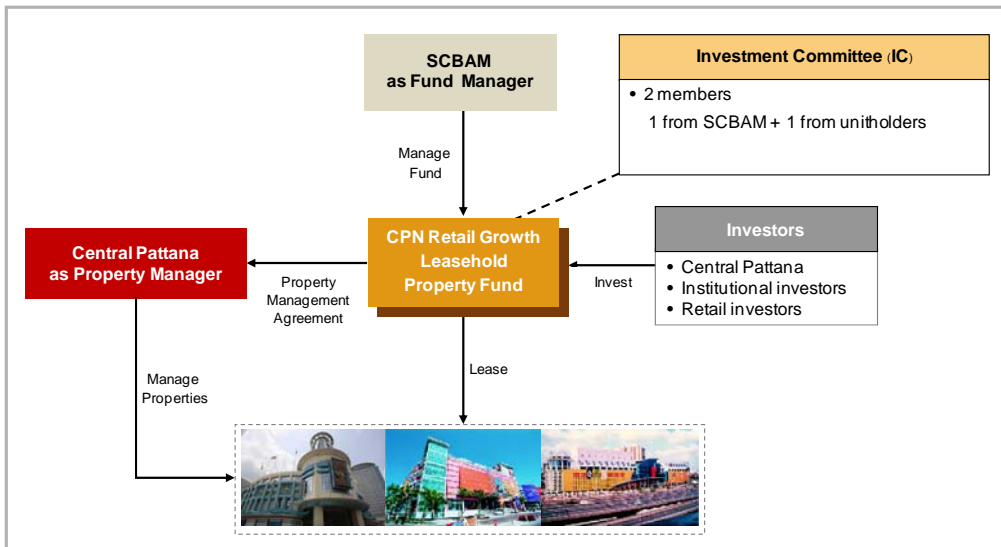 SCBAM
as Fund Manager
Investment Committee (IC)
• 2 members
1 from SCBAM + 1 from unitholders
Manage
Fund
Central Pattana
as Property Manager
CPN Retail Growth
Leasehold
Property Fund
Investors
• Central Pattana
• Institutional investors
• Retail investors
Property
Management
Agreement
Invest
Manage
Properties
Lease